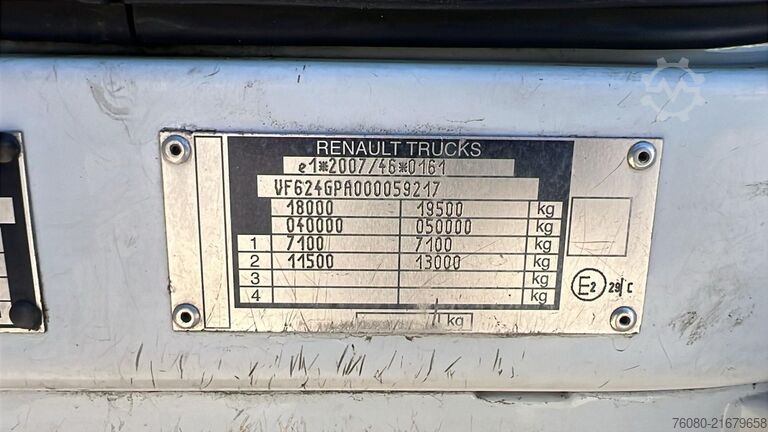 RENAULT TRUCKS
e1*2007/46*0161
VF624GPA000059217
18000 19500 kg
040000 050000 kg
1 7100 7100 kg
2 11500 13000 kg
3 kg
4 kg
kg
E2 29R C
76080-21679658